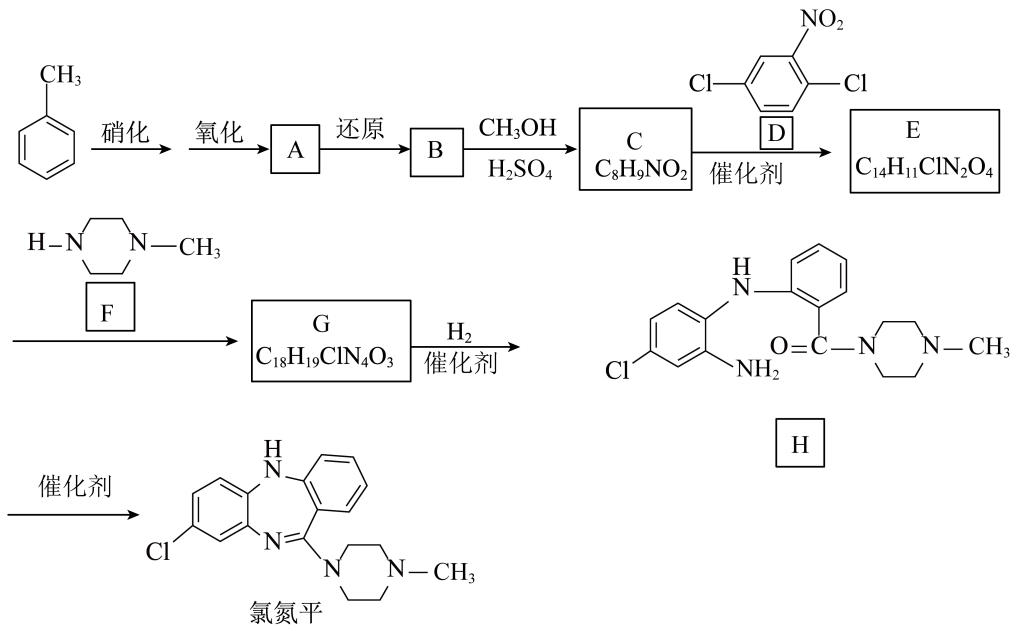 CH₃
硝化
氧化
A
还原
B
CH₃OH
H₂SO₄
C
C₈H₉NO₂
NO₂
Cl
Cl
D
催化剂
E
C₁₄H₁₁ClN₂O₄
H
N
N
CH₃
F
G
C₁₈H₁₉ClN₄O₃
H₂
催化剂
H
N
Cl
NH₂
O
C
N
N
CH₃
H
催化剂
H
N
Cl
N
N
N
CH₃
氯氮平